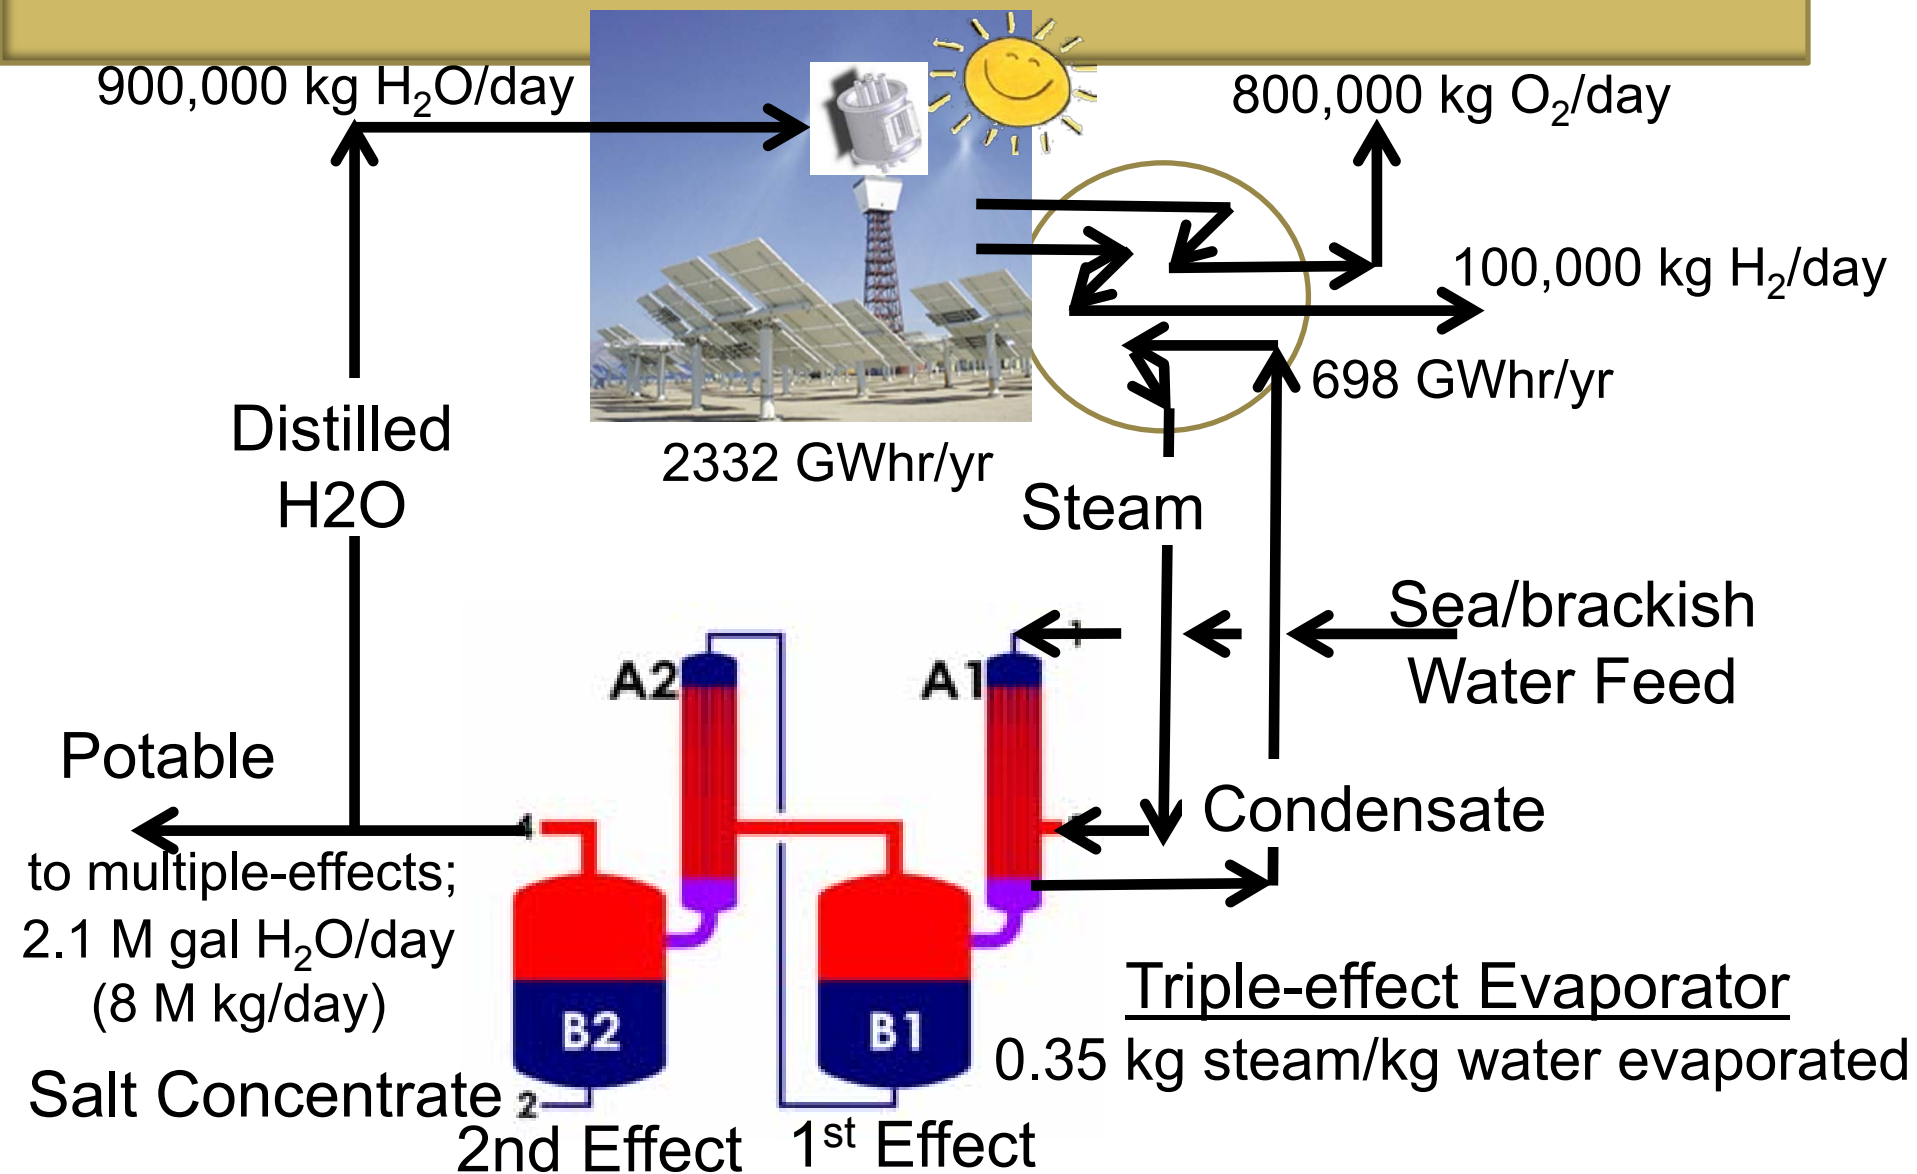 900,000 kg H₂O/day
800,000 kg O₂/day
100,000 kg H₂/day
698 GWhr/yr
2332 GWhr/yr
Distilled
H2O
Steam
Sea/brackish
Water Feed
1
A2
A1
Potable
Condensate
4
to multiple-effects;
2.1 M gal H₂O/day
(8 M kg/day)
B2
B1
Triple-effect Evaporator
0.35 kg steam/kg water evaporated
Salt Concentrate
2
2nd Effect
1st Effect